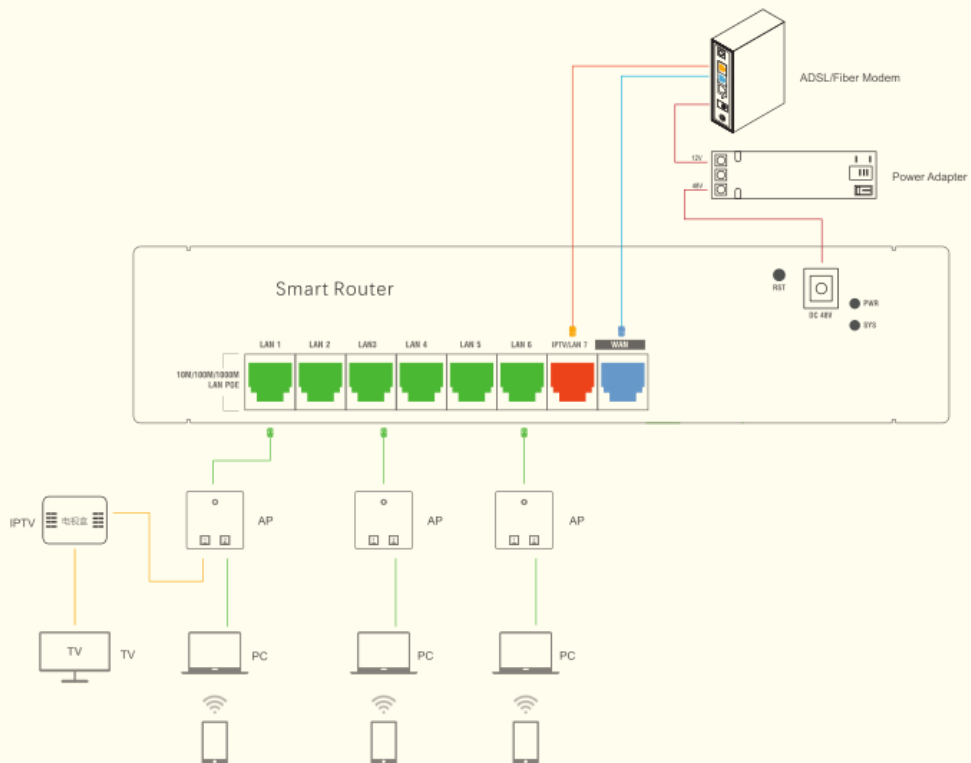 ADSL/Fiber Modem
12V
48V
Power Adapter
Smart Router
RST
DC 48V
PWR
SYS
LAN 1 LAN 2 LAN3 LAN 4 LAN 5 LAN 6 IPTV/LAN 7 WAN
10M/100M/1000M
LAN POE
IPTV
电视盒
AP
AP
AP
TV
TV
PC
PC
PC